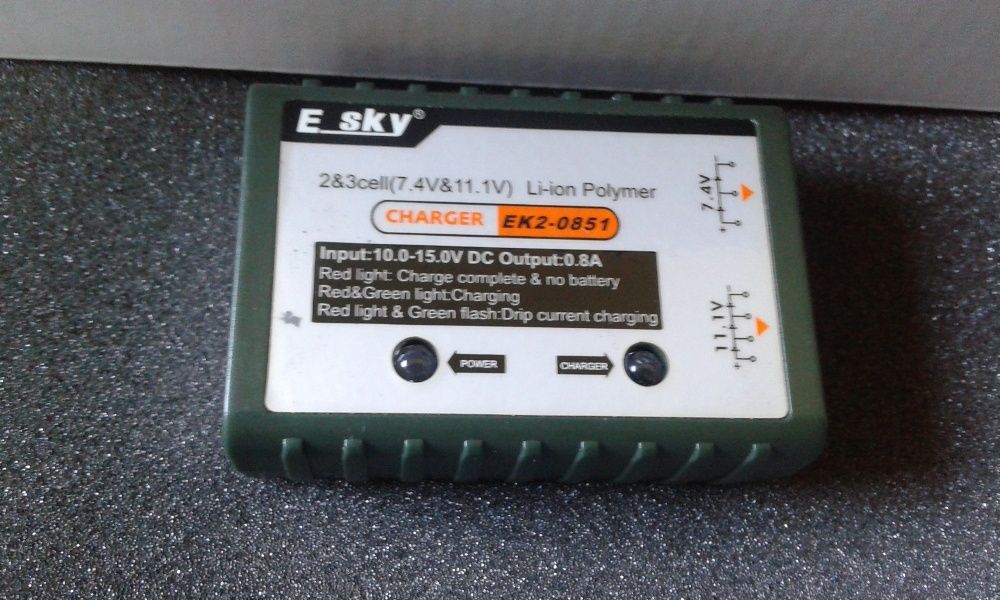 E_sky®
2&3cell(7.4V&11.1V) Li-ion Polymer
CHARGER EK2-0851
Input:10.0-15.0V DC Output:0.8A
Red light: Charge complete & no battery
Red&Green light:Charging
Red light & Green flash:Drip current charging
POWER
CHARGER
7.4V
- +
11.1V
- +